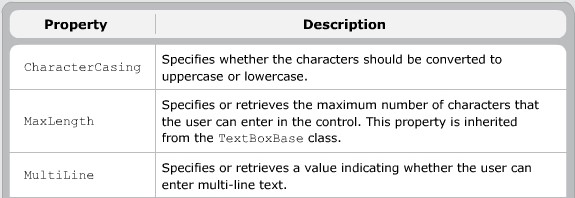 Property Description
CharacterCasing Specifies whether the characters should be converted to
uppercase or lowercase.
Specifies or retrieves the maximum number of characters that
MaxLength the user can enter in the control. This property is inherited
from the TextBoxBase class.
MultiLine Specifies or retrieves a value indicating whether the user can
enter multi-line text.